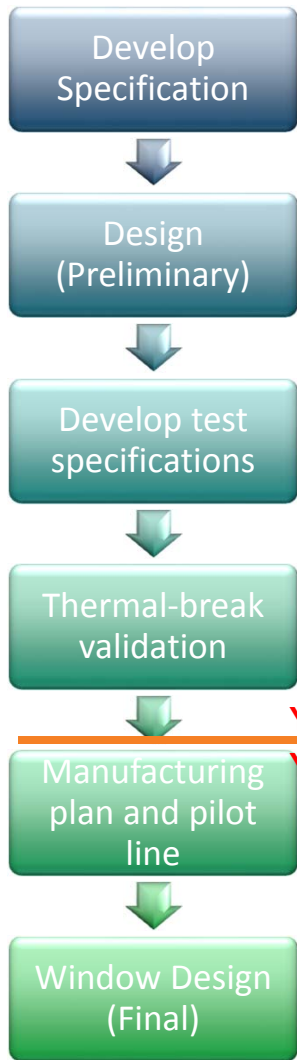 Develop
Specification
Design
(Preliminary)
Develop test
specifications
Thermal-break
validation
Manufacturing
plan and pilot
line
Window Design
(Final)